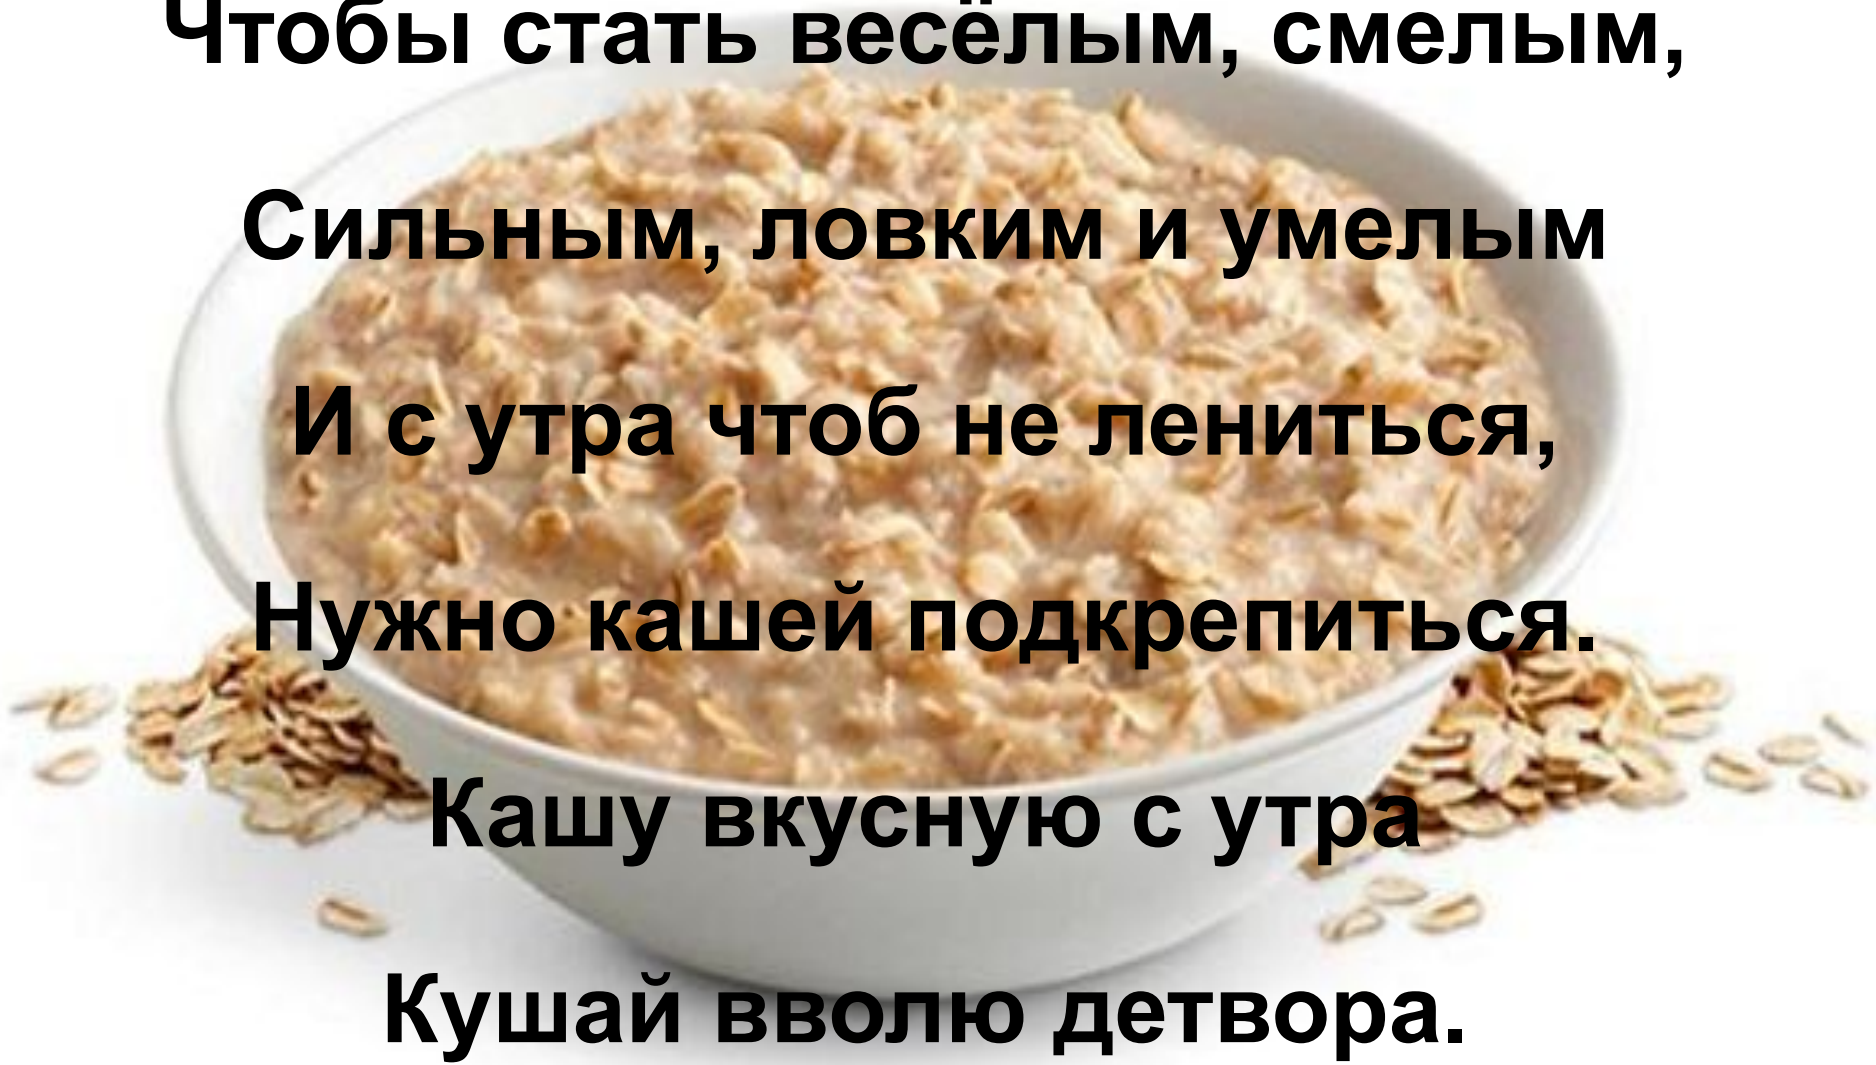 Чтобы стать весёлым, смелым,
Сильным, ловким и умелым
И с утра чтоб не лениться,
Нужно кашей подкрепиться.
Кашу вкусную с утра
Кушай вволю детвора.